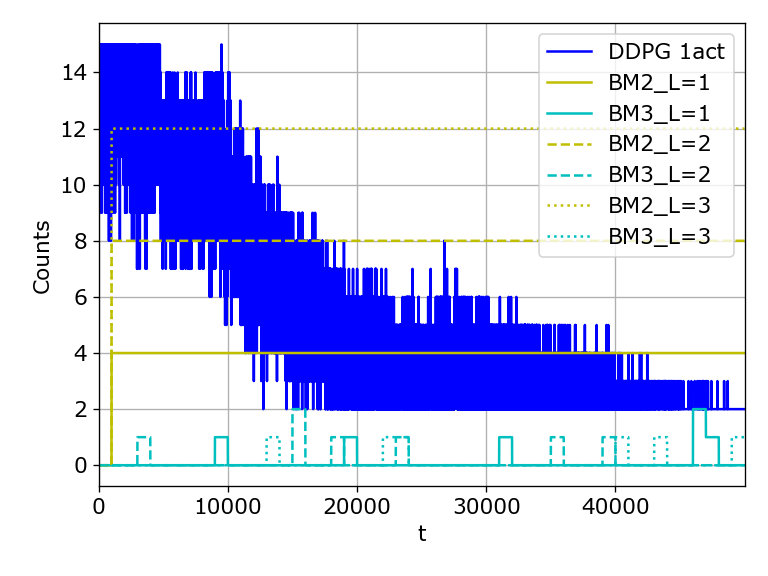 DDPG 1act
BM2_L=1
BM3_L=1
BM2_L=2
BM3_L=2
BM2_L=3
BM3_L=3
14
12
10
8
6
4
2
0
Counts
0 10000 20000 30000 40000
t